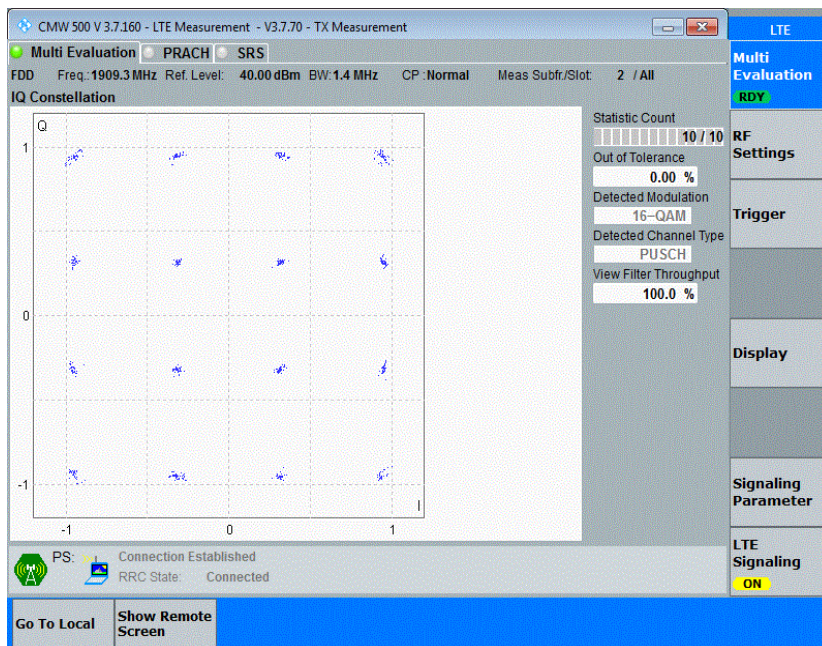 CMW 500 V 3.7.160 - LTE Measurement - V3.7.70 - TX Measurement
LTE
Multi Evaluation PRACH SRS
Multi
Evaluation
RDY
FDD Freq.: 1909.3 MHz Ref. Level: 40.00 dBm BW: 1.4 MHz CP : Normal Meas Subfr./Slot: 2 / All
IQ Constellation
Q
1
0
-1
I
-1 0 1
Statistic Count
10 / 10
Out of Tolerance
0.00 %
Detected Modulation
16-QAM
Detected Channel Type
PUSCH
View Filter Throughput
100.0 %
RF
Settings
Trigger
Display
Signaling
Parameter
LTE
Signaling
ON
PS: Connection Established
RRC State: Connected
Go To Local
Show Remote
Screen